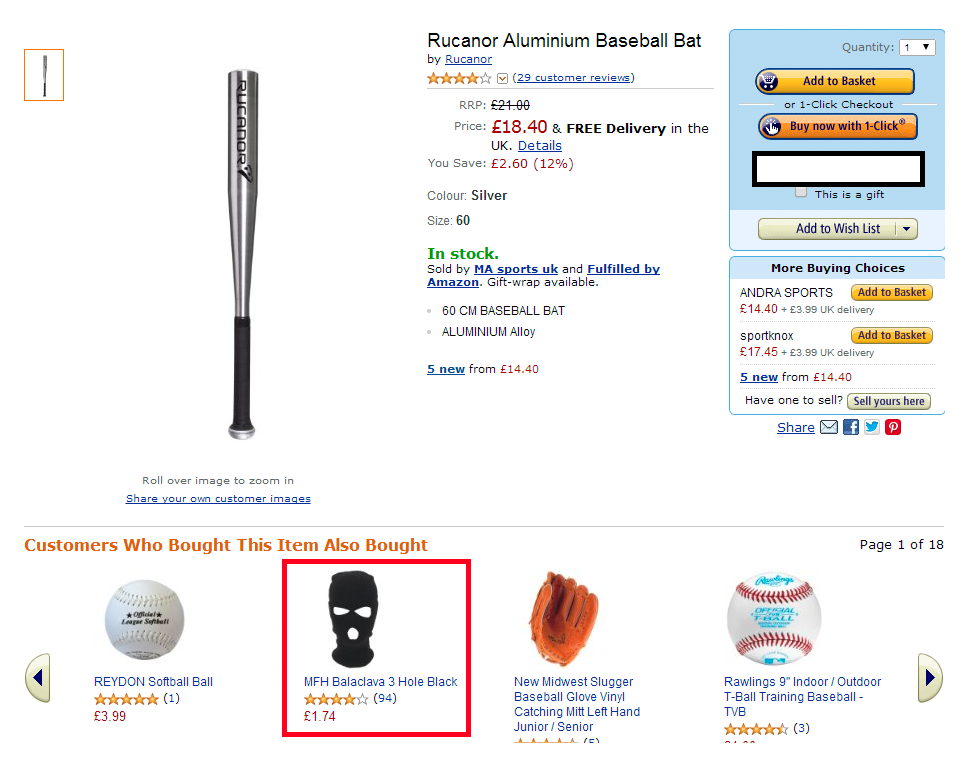 Rucanor Aluminium Baseball Bat
by Rucanor
(29 customer reviews)
RRP: £21.00
Price: £18.40 & FREE Delivery in the
UK. Details
You Save: £2.60 (12%)
Colour: Silver
Size: 60
In stock.
Sold by MA sports uk and Fulfilled by
Amazon. Gift-wrap available.
60 CM BASEBALL BAT
ALUMINIUM Alloy
5 new from £14.40
RUCANOR
Roll over image to zoom in
Share your own customer images
Quantity: 1
Add to Basket
or 1-Click Checkout
Buy now with 1-Click®
This is a gift
Add to Wish List
More Buying Choices
ANDRA SPORTS Add to Basket
£14.40 + £3.99 UK delivery
sportknox Add to Basket
£17.45 + £3.99 UK delivery
5 new from £14.40
Have one to sell? Sell yours here
Share
Customers Who Bought This Item Also Bought
Page 1 of 18
Official
League Softball
REYDON Softball Ball
(1)
£3.99
MFH Balaclava 3 Hole Black
(94)
£1.74
New Midwest Slugger
Baseball Glove Vinyl
Catching Mitt Left Hand
Junior / Senior
(5)
Rawlings
OFFICIAL
T-BALL
Rawlings 9" Indoor / Outdoor
T-Ball Training Baseball -
TVB
(3)